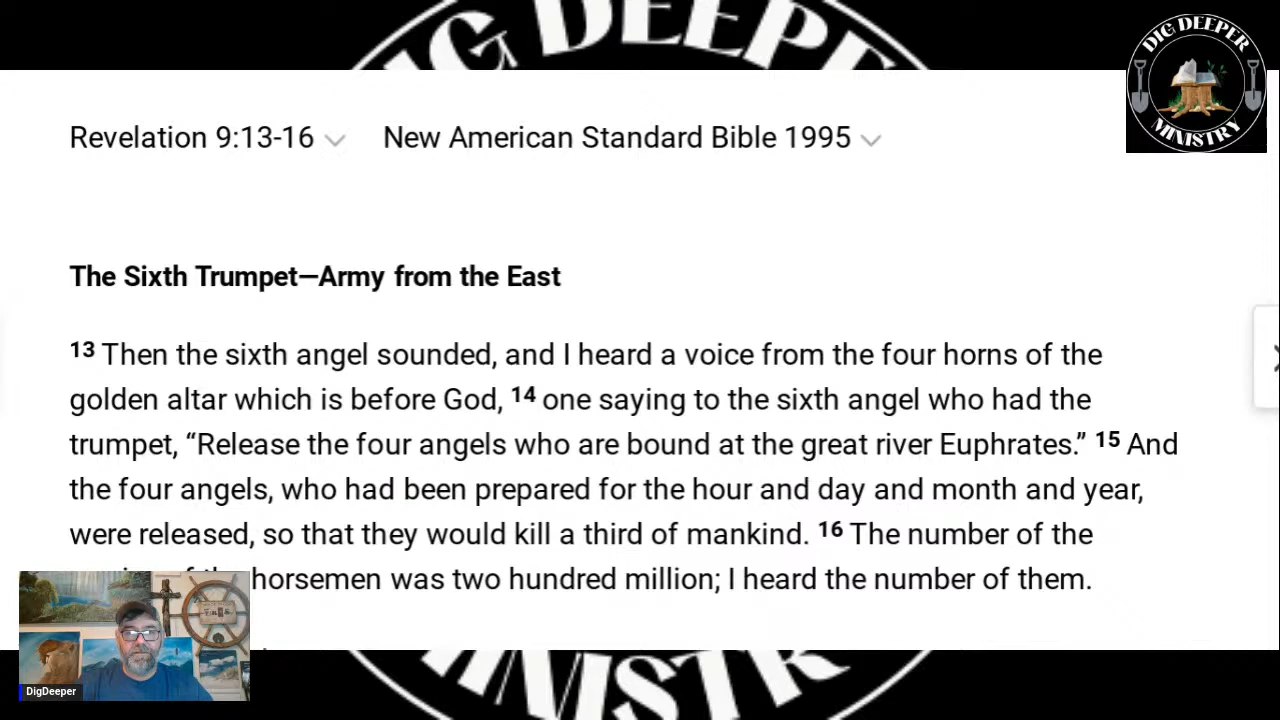 DIG DEEPER
DIG DEEPER
MINISTRY
Revelation 9:13-16 New American Standard Bible 1995
The Sixth Trumpet—Army from the East
13 Then the sixth angel sounded, and I heard a voice from the four horns of the
golden altar which is before God, 14 one saying to the sixth angel who had the
trumpet, “Release the four angels who are bound at the great river Euphrates.” 15 And
the four angels, who had been prepared for the hour and day and month and year,
were released, so that they would kill a third of mankind. 16 The number of the
horsemen was two hundred million; I heard the number of them.
DigDeeper
MINISTRY